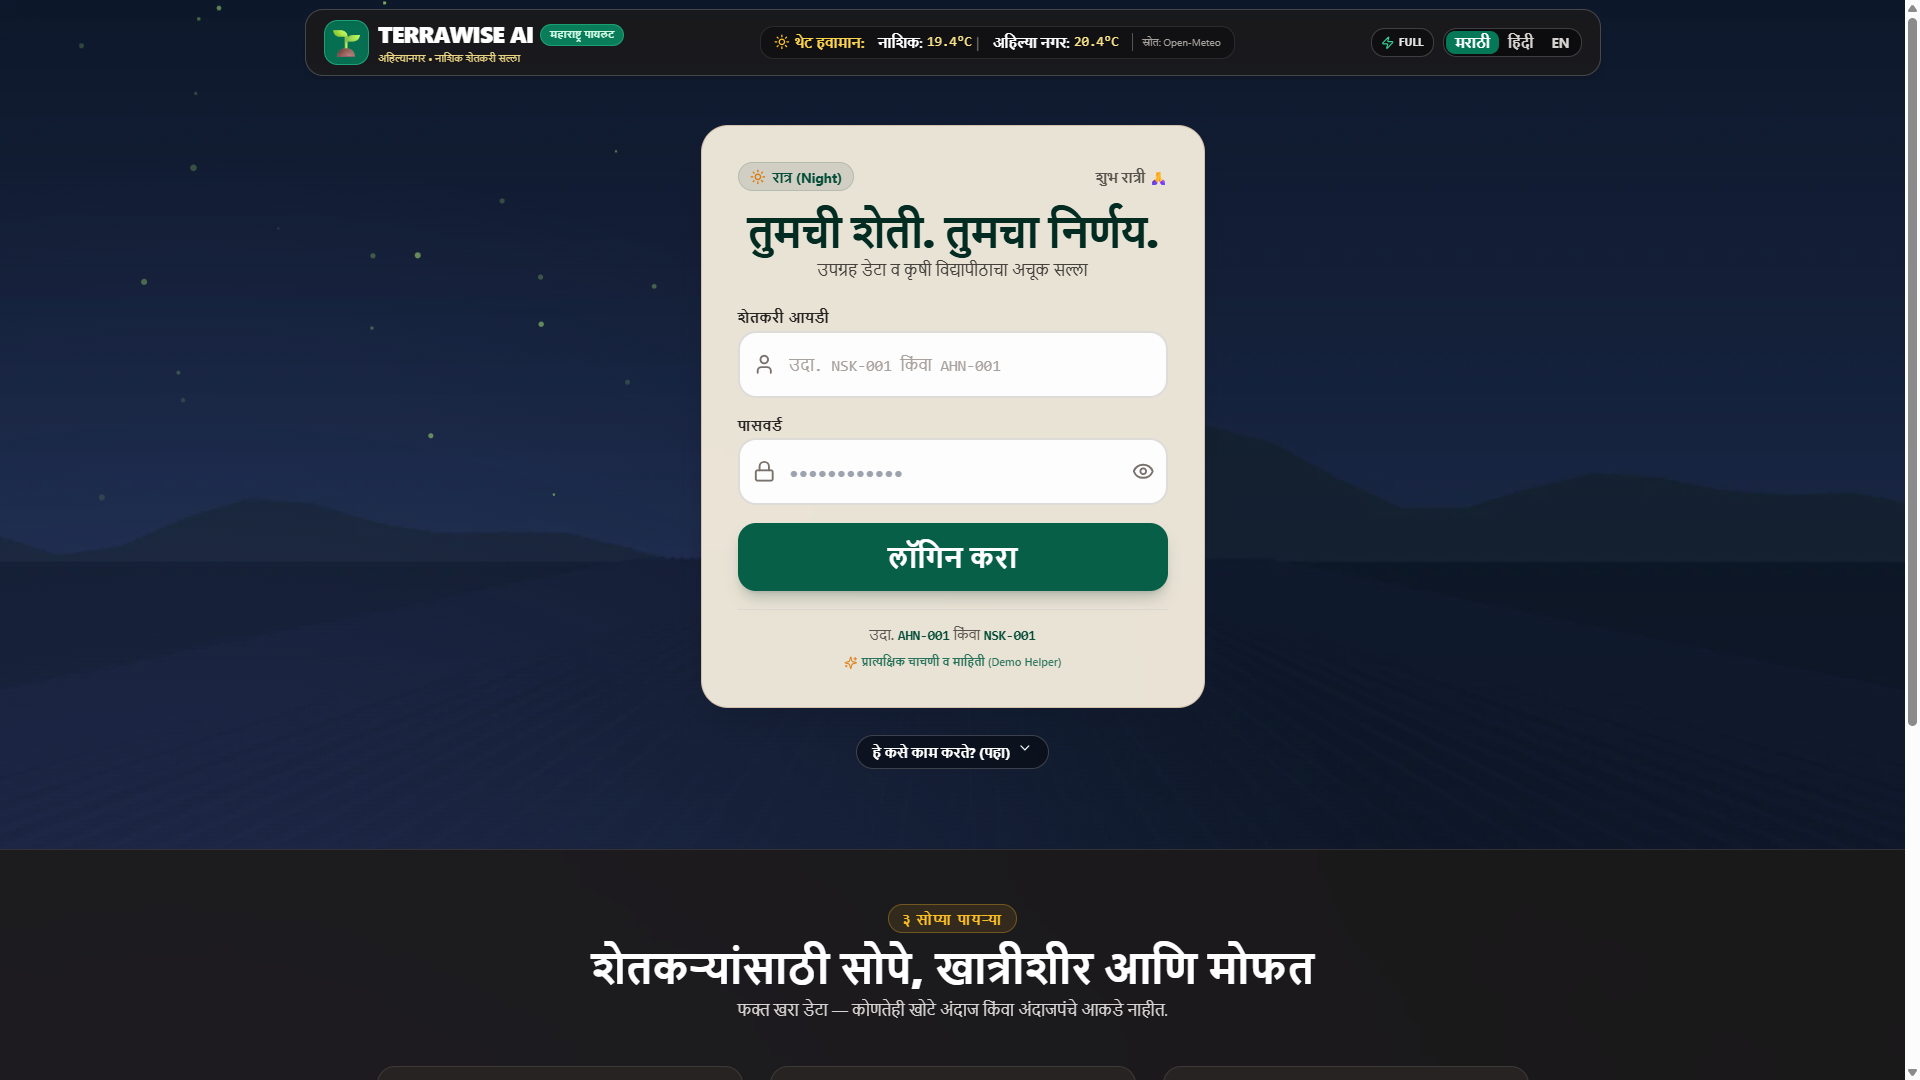 TERRAWISE AI महाराष्ट्र पायलट
अहिल्यानगर • नाशिक शेतकरी सल्ला
थेट हवामान: नाशिक: 19.4°C | अहिल्या नगर: 20.4°C | स्रोत: Open-Meteo
FULL मराठी हिंदी EN
रात्र (Night) शुभ रात्री 🙏
तुमची शेती. तुमचा निर्णय.
उपग्रह डेटा व कृषी विद्यापीठाचा अचूक सल्ला
शेतकरी आयडी
उदा. NSK-001 किंवा AHN-001
पासवर्ड
••••••••••••
लॉगिन करा
उदा. AHN-001 किंवा NSK-001
प्रात्यक्षिक चाचणी व माहिती (Demo Helper)
हे कसे काम करते? (पहा)
३ सोप्या पायऱ्या
शेतकऱ्यांसाठी सोपे, खात्रीशीर आणि मोफत
फक्त खरा डेटा — कोणतेही खोटे अंदाज किंवा अंदाजपंचे आकडे नाहीत.